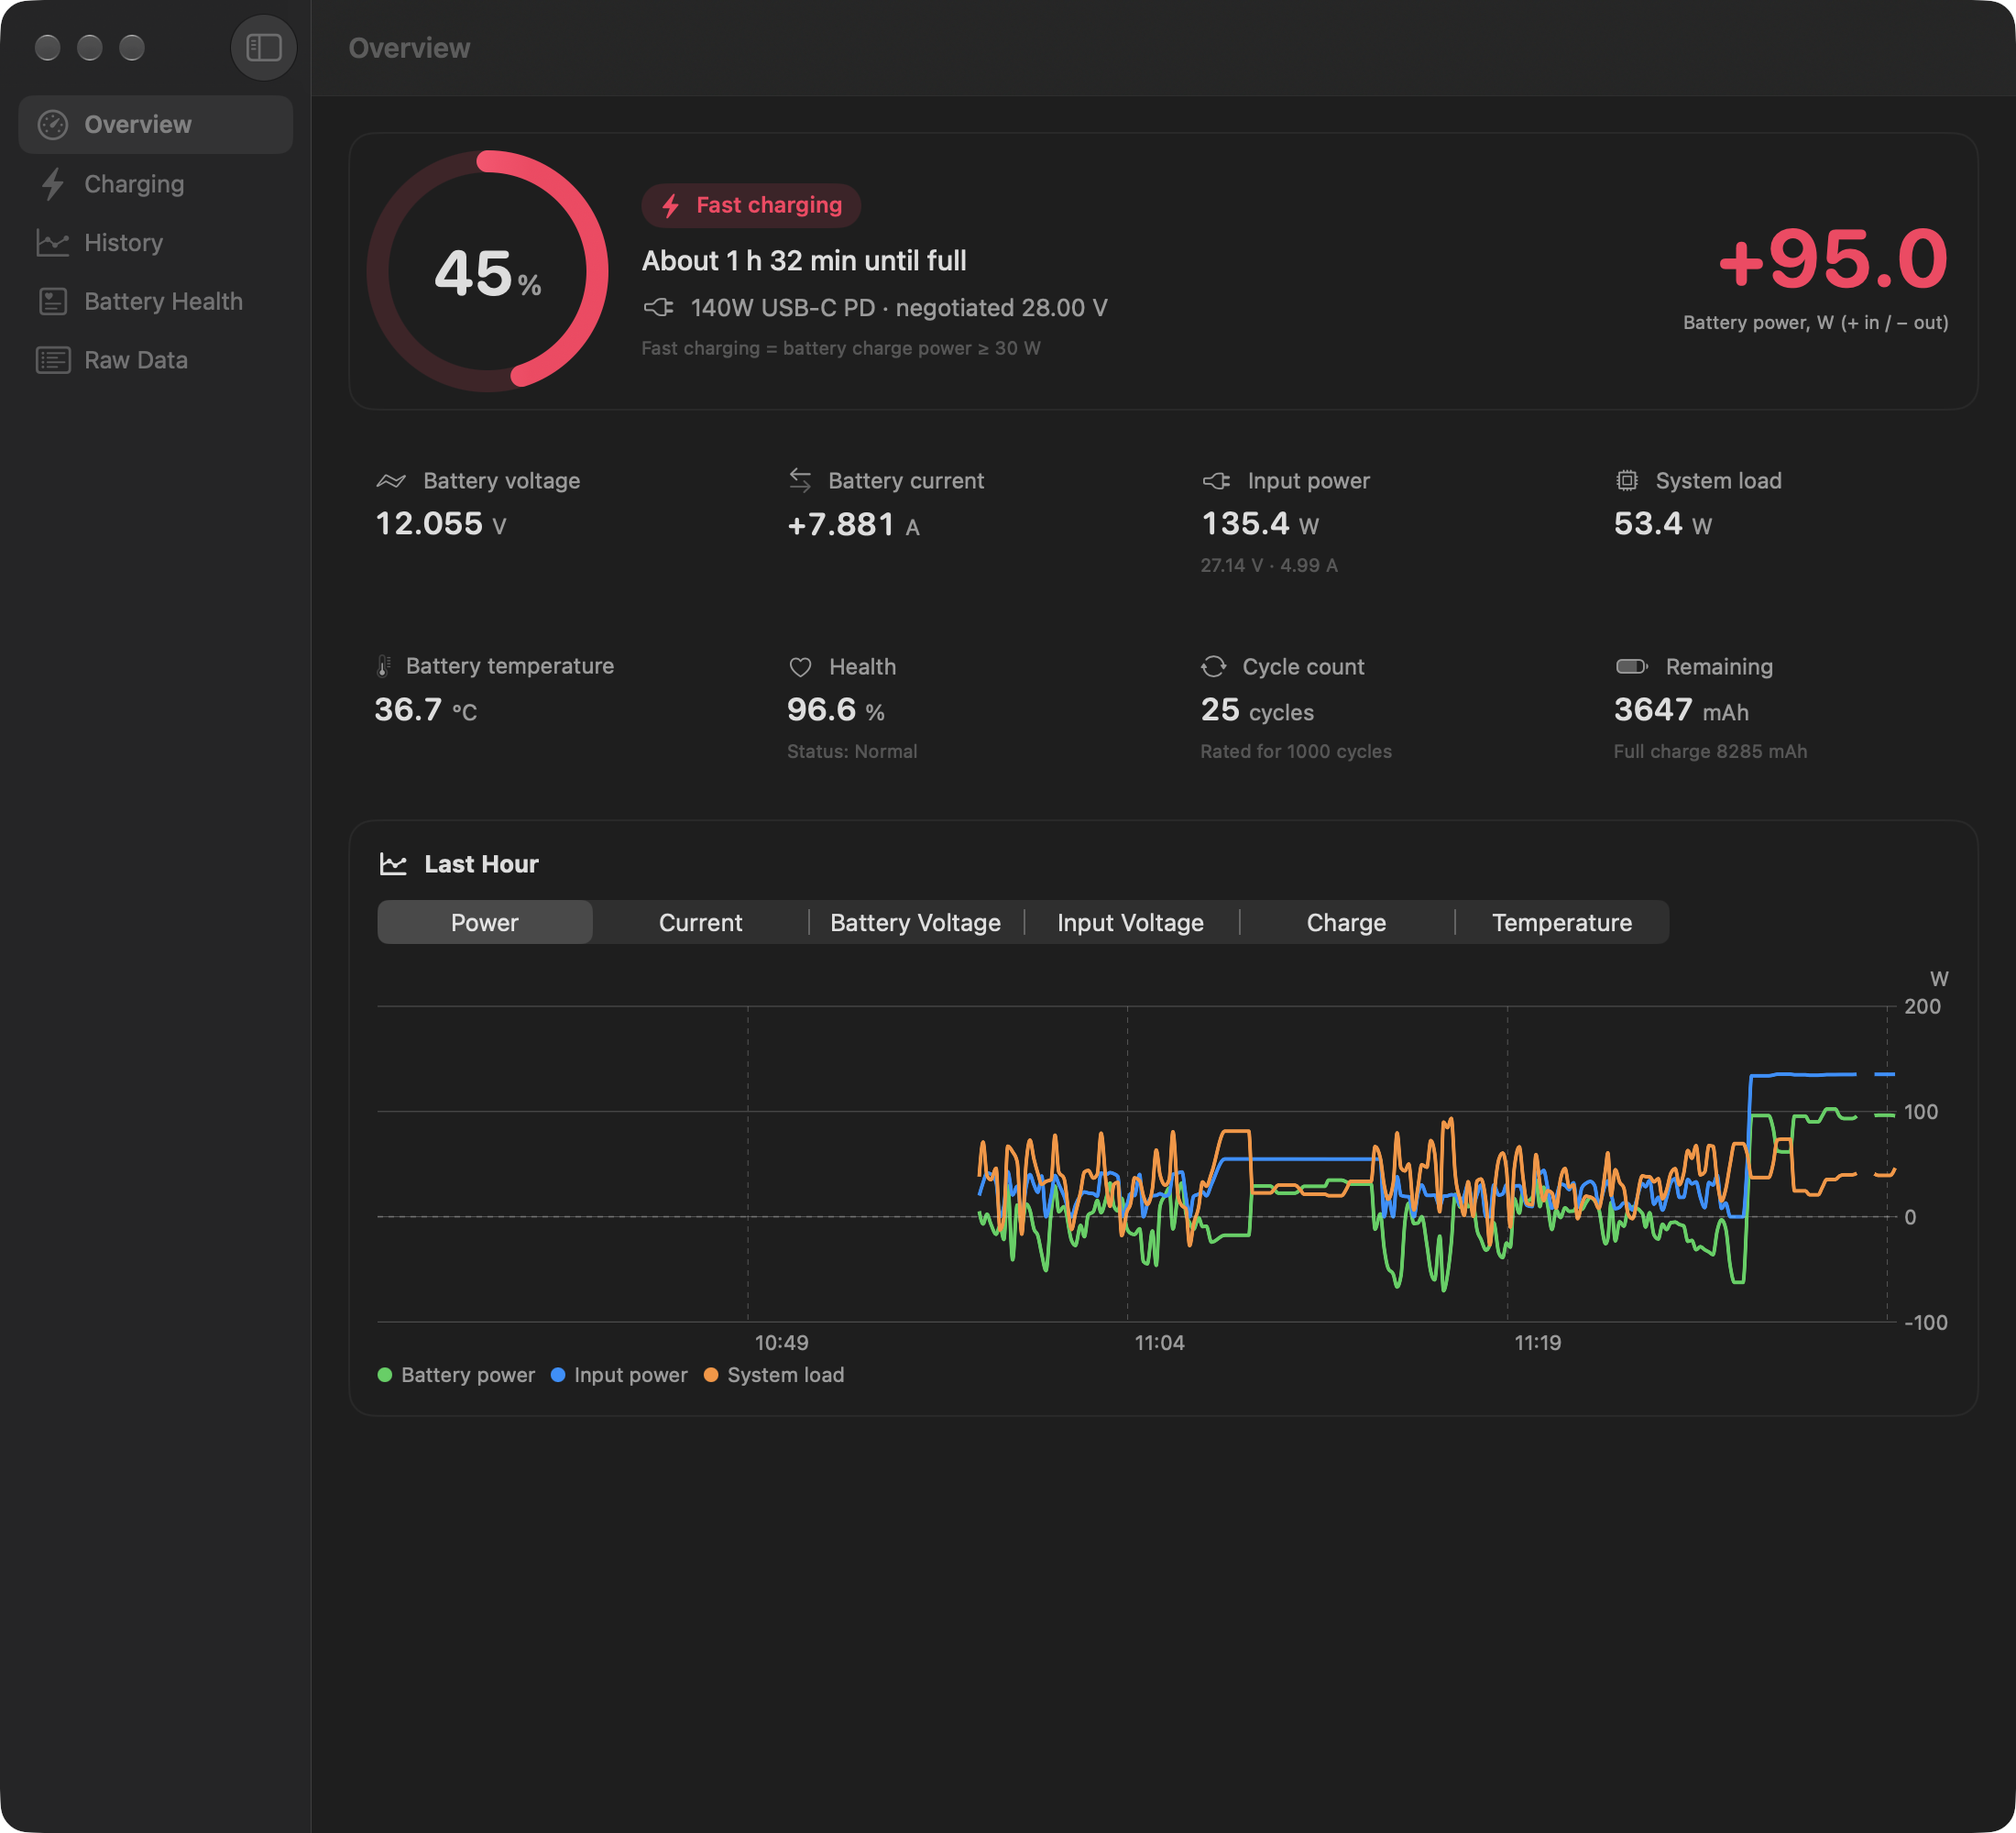 Overview
Overview
Charging
History
Battery Health
Raw Data
45%
Fast charging
About 1 h 32 min until full
140W USB-C PD · negotiated 28.00 V
Fast charging = battery charge power ≥ 30 W
+95.0
Battery power, W (+ in / – out)
Battery voltage
12.055 V
Battery current
+7.881 A
Input power
135.4 W
27.14 V · 4.99 A
System load
53.4 W
Battery temperature
36.7 °C
Health
96.6 %
Status: Normal
Cycle count
25 cycles
Rated for 1000 cycles
Remaining
3647 mAh
Full charge 8285 mAh
Last Hour
Power Current Battery Voltage Input Voltage Charge Temperature
W
200
100
0
-100
10:49 11:04 11:19
Battery power Input power System load